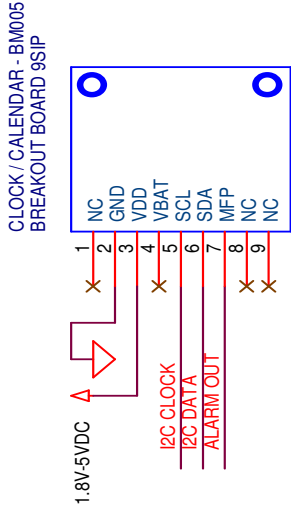 CLOCK / CALENDAR - BM005
BREAKOUT BOARD 9SIP
1 NC
2 GND
3 VDD
4 VBAT
5 SCL
6 SDA
7 MFP
8 NC
9 NC
1.8V-5VDC
I2C CLOCK
I2C DATA
ALARM OUT